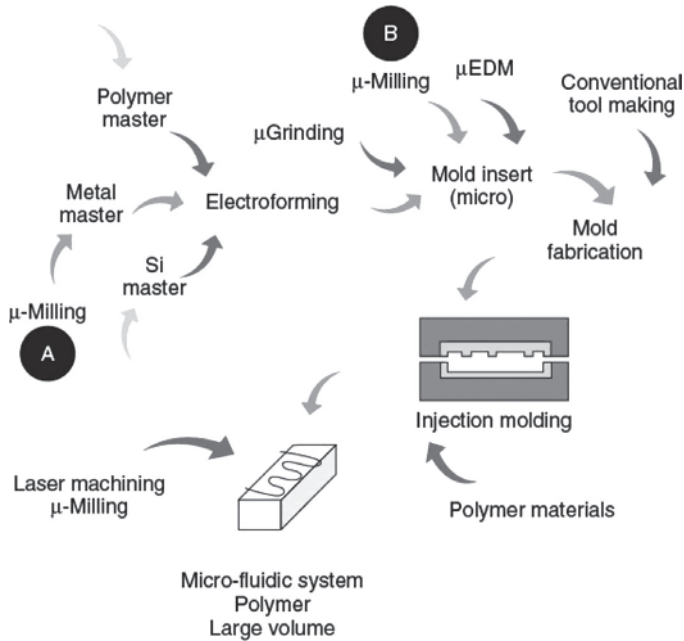 B
μ-Milling
μEDM
Conventional
tool making
Polymer
master
μGrinding
Metal
master
Electroforming
Mold insert
(micro)
Mold
fabrication
Si
master
μ-Milling
A
Injection molding
Laser machining
μ-Milling
Polymer materials
Micro-fluidic system
Polymer
Large volume